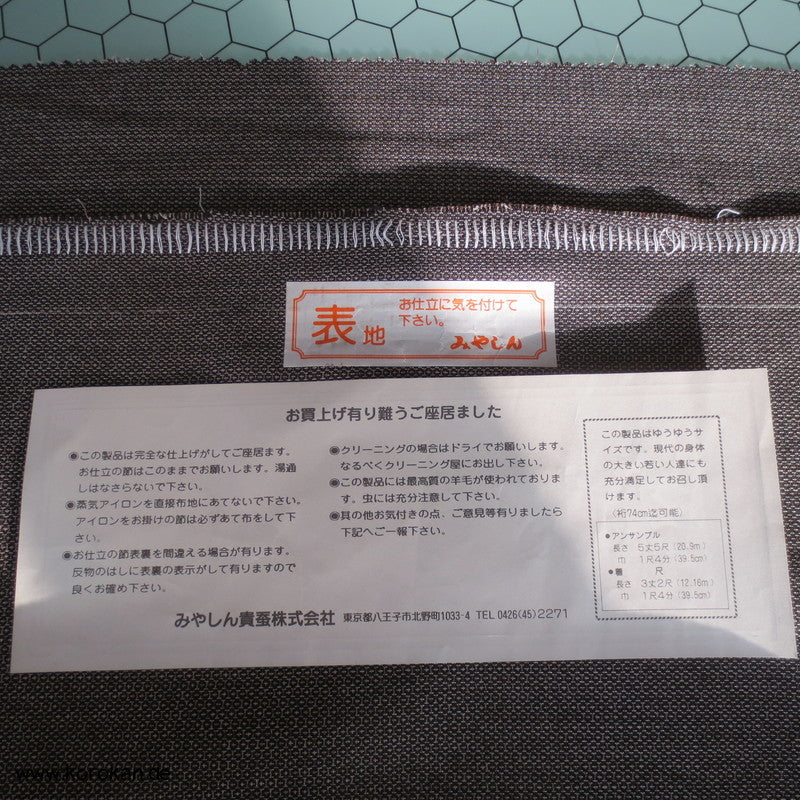 表地
お仕立に気を付けて
下さい。
みやしん
お買上げ有り難うご座居ました
●この製品は完全な仕上げがしてご座居ます。
お仕立の節はこのままでお願いします。湯通
しはなさらないで下さい。
●蒸気アイロンを直接布地にあてないで下さい。
アイロンをお掛けの節は必ずあて布をして下
さい。
●お仕立の節表裏を間違える場合が有ります。
反物のはしに表裏の表示がして有りますので
良くお確め下さい。
●クリーニングの場合はドライでお願いします。
なるべくクリーニング屋にお出し下さい。
●この製品には最高質の羊毛が使われておりま
す。虫には充分注意して下さい。
●其の他お気付きの点、ご意見等有りましたら
下記へご一報下さい。
この製品はゆうゆうサ
イズです。現代の身体
の大きい若い人達にも
充分満足してお召し頂
けます。
(裄74cm迄可能)
●アンサンブル
長さ 5丈5尺(20.9m)
巾 1尺4分(39.5cm)
●着 尺
長さ 3丈2尺(12.16m)
巾 1尺4分(39.5cm)
みやしん貴蚕株式会社 東京都八王子市北野町1033-4 TEL 0426(45)2271
www.korokan.de